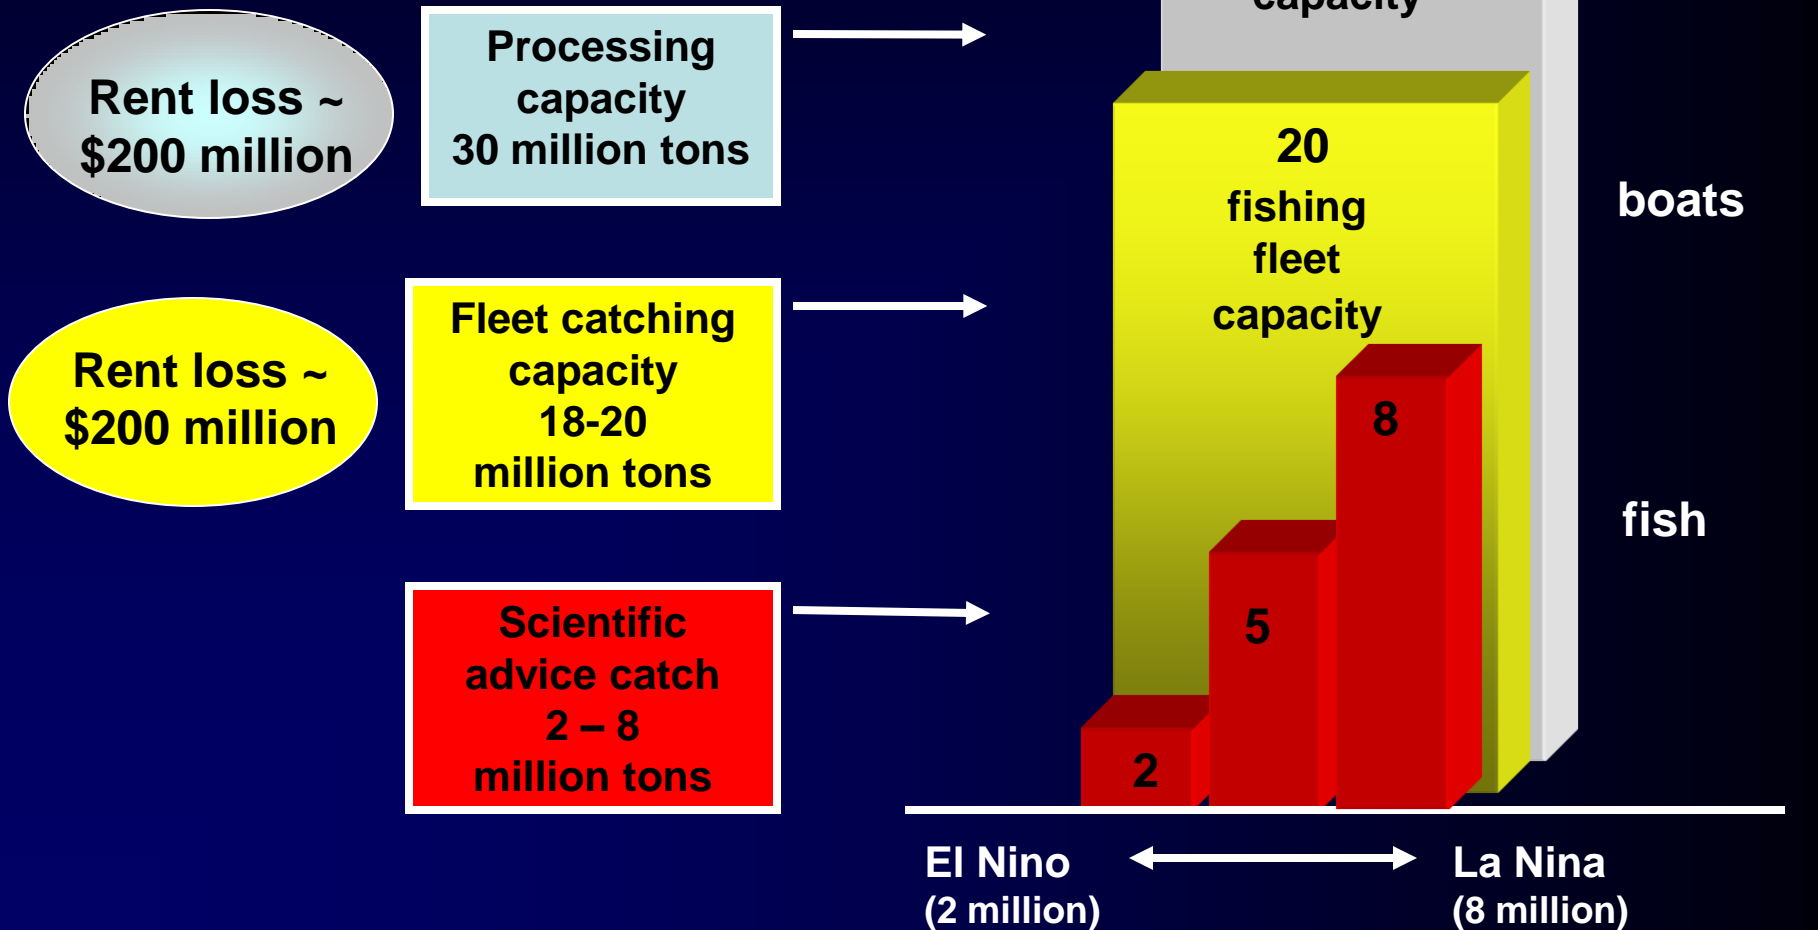 capacity
Rent loss ~
$200 million
Processing
capacity
30 million tons
20
fishing
fleet
capacity
boats
Rent loss ~
$200 million
Fleet catching
capacity
18-20
million tons
8
fish
Scientific
advice catch
2 – 8
million tons
5
2
El Nino
(2 million)
La Nina
(8 million)